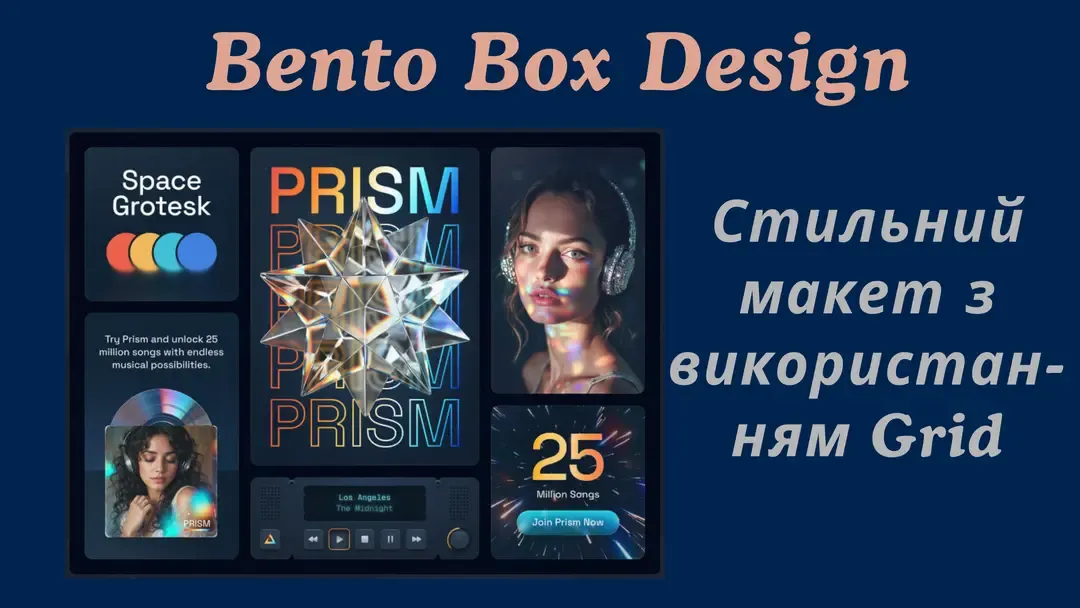 Bento Box Design
Space
Grotesk
Try Prism and unlock 25
million songs with endless
musical possibilities.
PRISM
PRISM
PRISM
PRISM
PRISM
PRISM
Los Angeles
The Midnight
25
Million Songs
Join Prism Now
Стильний
макет з
використан-
ням Grid